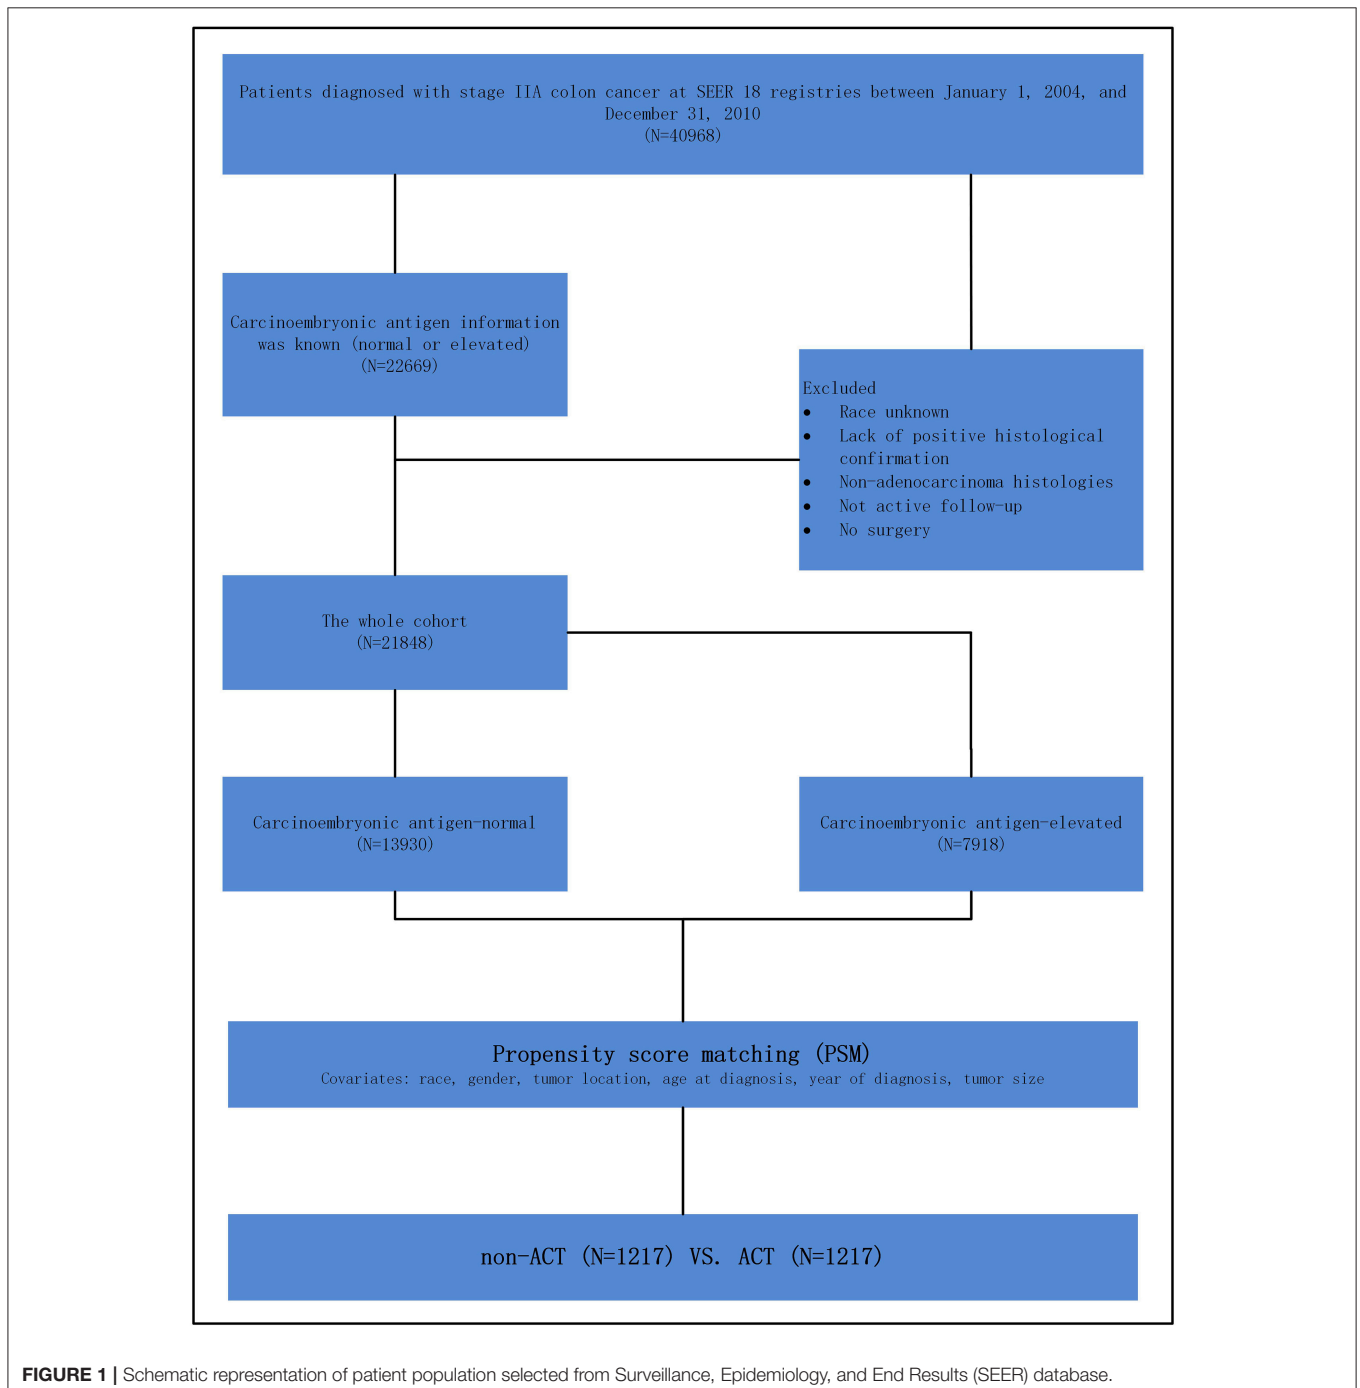 Patients diagnosed with stage IIA colon cancer at SEER 18 registries between January 1, 2004, and
December 31, 2010
(N=40968)
Carcinoembryonic antigen information
was known (normal or elevated)
(N=22669)
Excluded
● Race unknown
● Lack of positive histological
confirmation
● Non-adenocarcinoma histologies
● Not active follow-up
● No surgery
The whole cohort
(N=21848)
Carcinoembryonic antigen-normal
(N=13930)
Carcinoembryonic antigen-elevated
(N=7918)
Propensity score matching (PSM)
Covariates: race, gender, tumor location, age at diagnosis, year of diagnosis, tumor size
non-ACT (N=1217) VS. ACT (N=1217)
FIGURE 1 | Schematic representation of patient population selected from Surveillance, Epidemiology, and End Results (SEER) database.